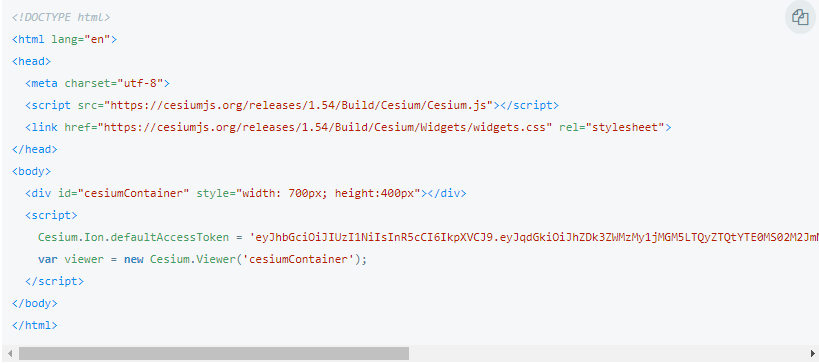 <!DOCTYPE html>
<html lang="en">
<head>
<meta charset="utf-8">
<script src="https://cesiumjs.org/releases/1.54/Build/Cesium/Cesium.js"></script>
<link href="https://cesiumjs.org/releases/1.54/Build/Cesium/Widgets/widgets.css" rel="stylesheet">
</head>
<body>
<div id="cesiumContainer" style="width: 700px; height:400px"></div>
<script>
Cesium.Ion.defaultAccessToken = 'eyJhbGciOiJIUzI1NiIsInR5cCI6IkpXVCJ9.eyJqdGkiOiJhZDk3ZWMzMy1jMGM5LTQyZTQtYTE0MS02M2Jm
var viewer = new Cesium.Viewer('cesiumContainer');
</script>
</body>
</html>